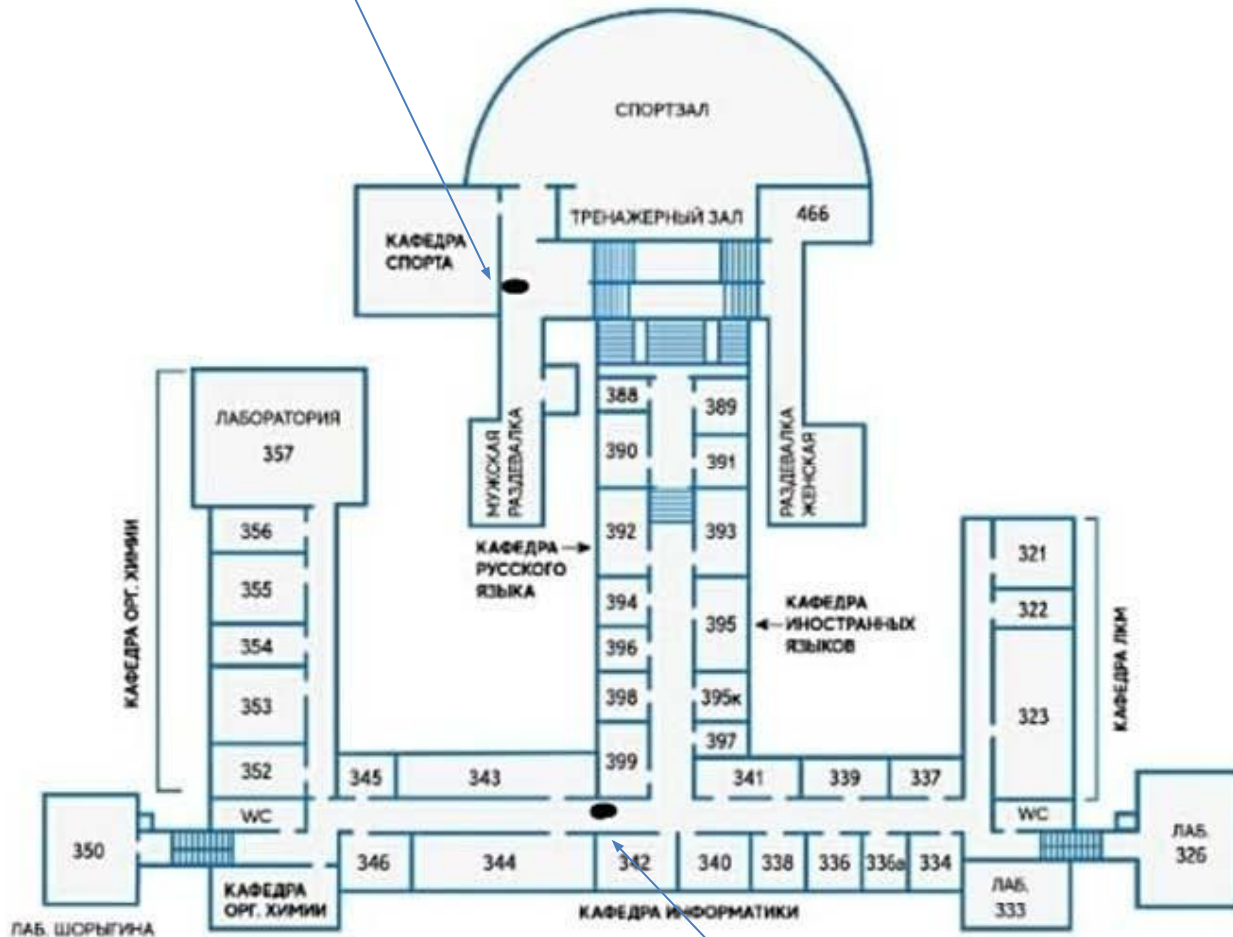 СПОРТЗАЛ
ТРЕНАЖЕРНЫЙ ЗАЛ
466
КАФЕДРА
СПОРТА
388
389
ЛАБОРАТОРИЯ
357
390
391
МУЖСКАЯ
РАЗДЕВАЛКА
РАЗДЕВАЛКА
ЖЕНСКАЯ
356
392
393
321
КАФЕДРА
РУССКОГО
ЯЗЫКА
КАФЕДРА ОРГ. ХИМИИ
355
394
395
КАФЕДРА
ИНОСТРАННЫХ
ЯЗЫКОВ
322
КАФЕДРА ЛКМ
354
396
353
398
395к
323
397
352
345
343
399
341
339
337
WC
WC
350
346
344
342
340
338
336
336а
334
ЛАБ.
326
КАФЕДРА
ОРГ. ХИМИИ
ЛАБ.
333
КАФЕДРА ИНФОРМАТИКИ
ЛАБ. ШОРЫГИНА